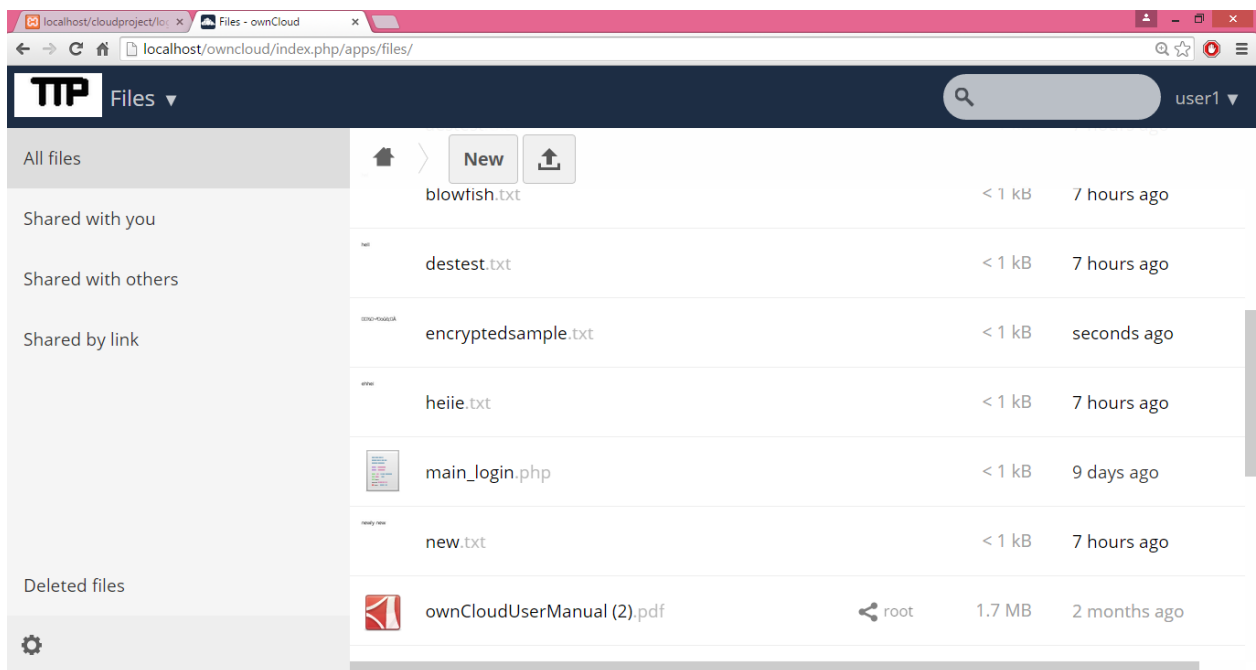 localhost/cloudproject/log
Files - ownCloud
localhost/owncloud/index.php/apps/files/
TTP Files ▼
user1 ▼
All files
New
blowfish.txt < 1 kB 7 hours ago
Shared with you
destest.txt < 1 kB 7 hours ago
Shared with others
encryptedsample.txt < 1 kB seconds ago
Shared by link
heiie.txt < 1 kB 7 hours ago
main_login.php < 1 kB 9 days ago
newly new
new.txt < 1 kB 7 hours ago
Deleted files
ownCloudUserManual (2).pdf root 1.7 MB 2 months ago